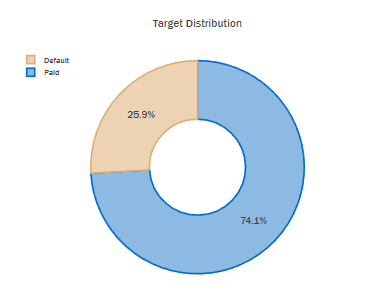 Target Distribution
Default
Paid
25.9%
74.1%